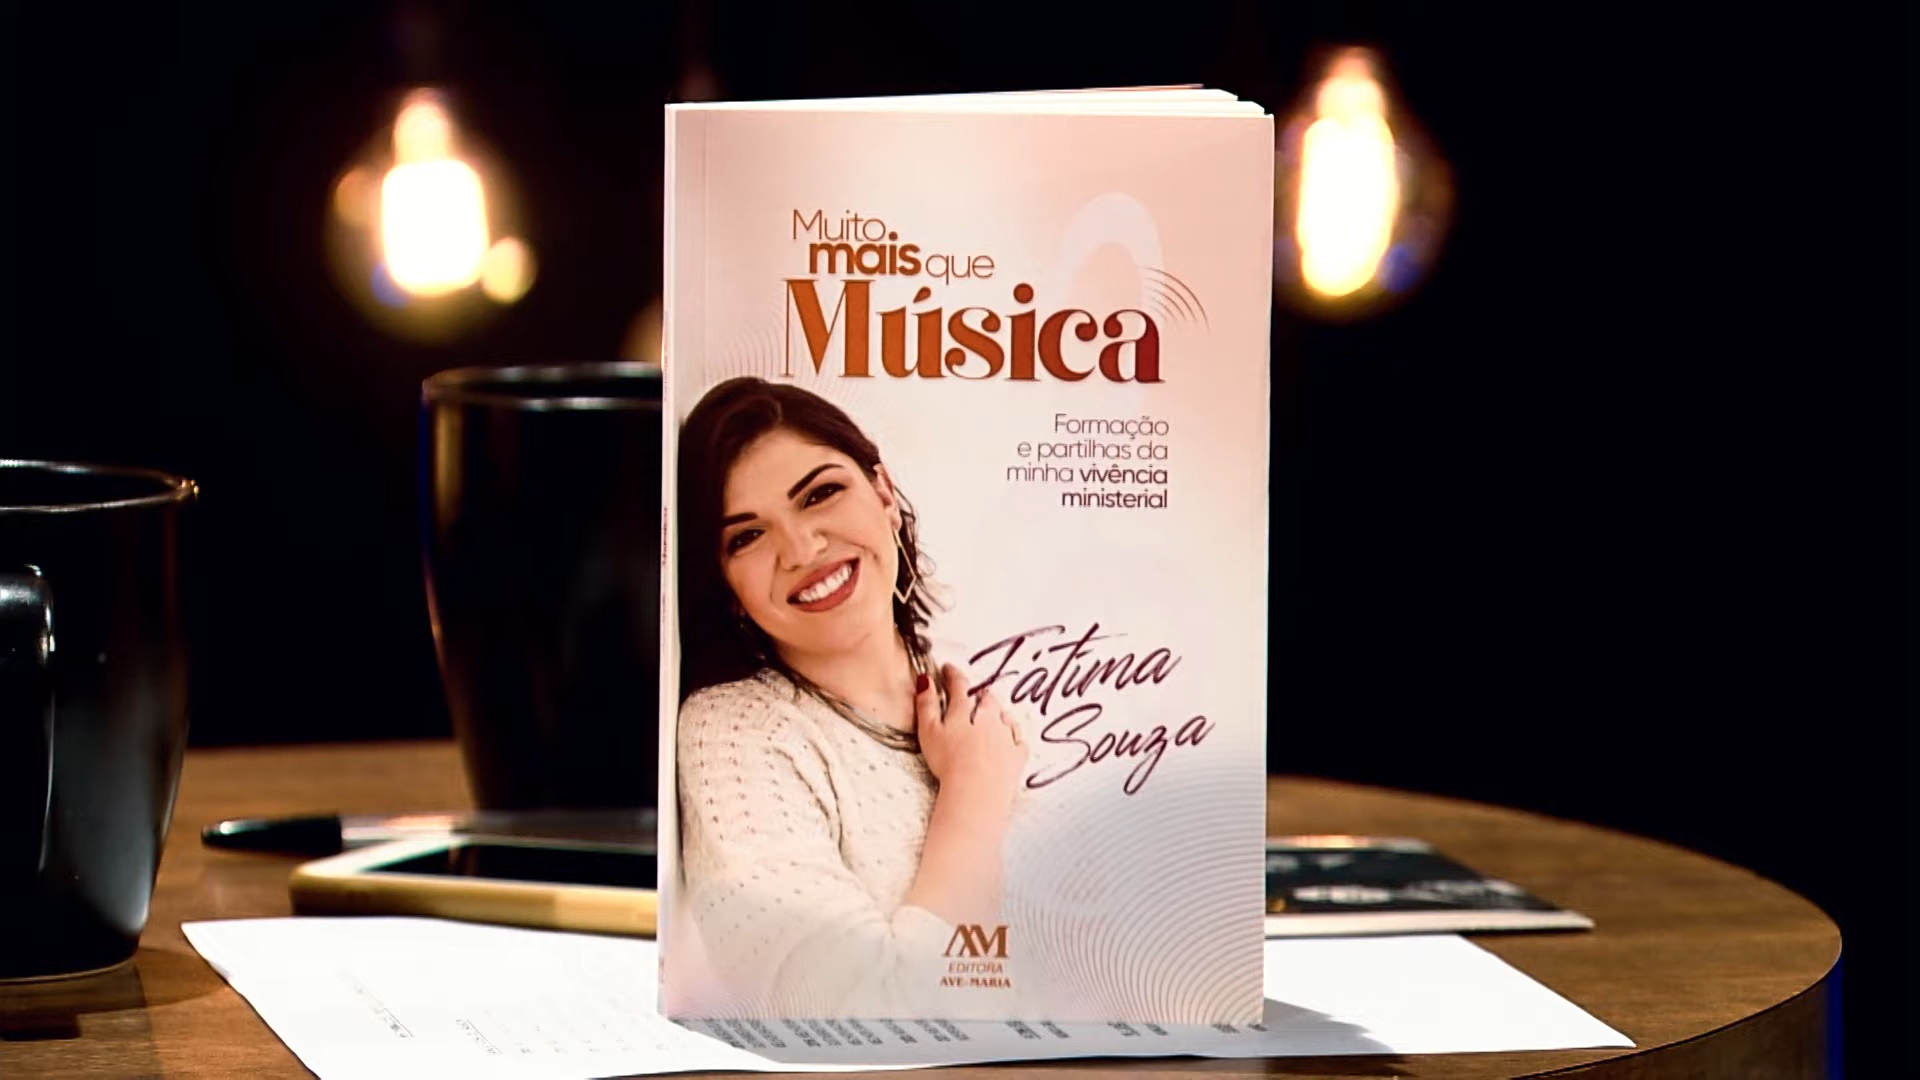 Muito
mais que
Música
Formação
e partilhas da
minha vivência
ministerial
Fátima
Souza
AM
EDITORA
AVE-MARIA